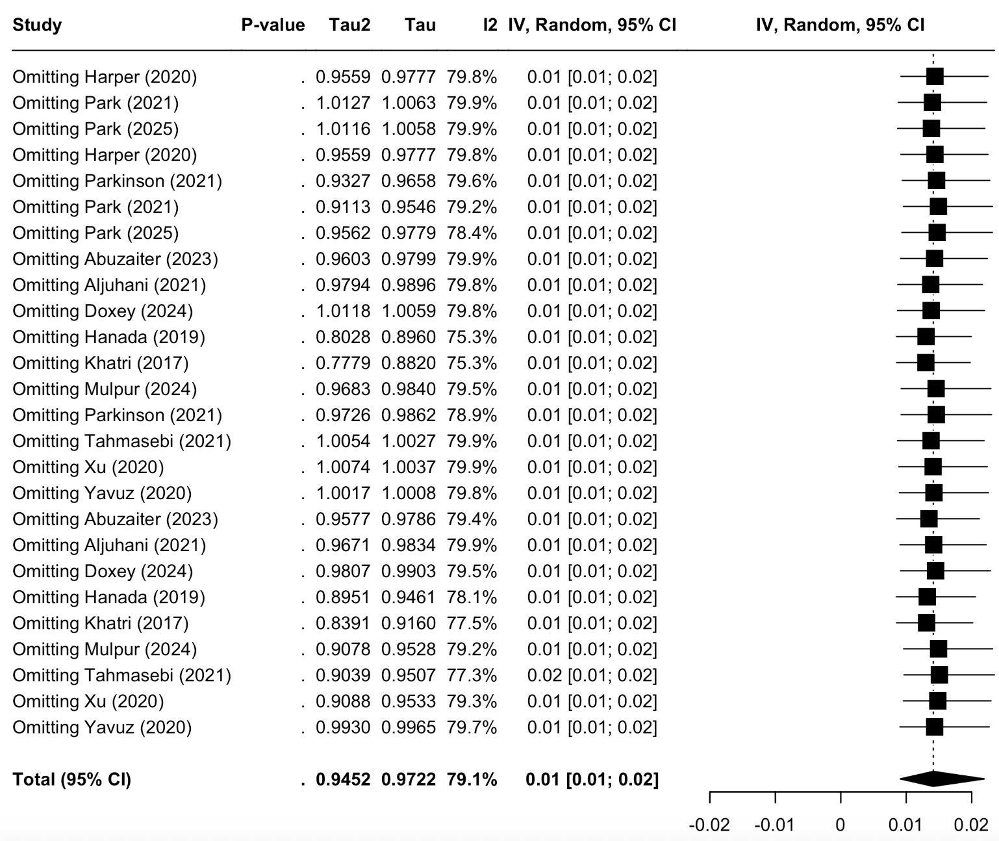 Study P-value Tau2 Tau I2 IV, Random, 95% CI IV, Random, 95% CI
Omitting Harper (2020) . 0.9559 0.9777 79.8% 0.01 [0.01; 0.02]
Omitting Park (2021) . 1.0127 1.0063 79.9% 0.01 [0.01; 0.02]
Omitting Park (2025) . 1.0116 1.0058 79.9% 0.01 [0.01; 0.02]
Omitting Harper (2020) . 0.9559 0.9777 79.8% 0.01 [0.01; 0.02]
Omitting Parkinson (2021) . 0.9327 0.9658 79.6% 0.01 [0.01; 0.02]
Omitting Park (2021) . 0.9113 0.9546 79.2% 0.01 [0.01; 0.02]
Omitting Park (2025) . 0.9562 0.9779 78.4% 0.01 [0.01; 0.02]
Omitting Abuzaiter (2023) . 0.9603 0.9799 79.9% 0.01 [0.01; 0.02]
Omitting Aljuhani (2021) . 0.9794 0.9896 79.8% 0.01 [0.01; 0.02]
Omitting Doxey (2024) . 1.0118 1.0059 79.8% 0.01 [0.01; 0.02]
Omitting Hanada (2019) . 0.8028 0.8960 75.3% 0.01 [0.01; 0.02]
Omitting Khatri (2017) . 0.7779 0.8820 75.3% 0.01 [0.01; 0.02]
Omitting Mulpur (2024) . 0.9683 0.9840 79.5% 0.01 [0.01; 0.02]
Omitting Parkinson (2021) . 0.9726 0.9862 78.9% 0.01 [0.01; 0.02]
Omitting Tahmasebi (2021) . 1.0054 1.0027 79.9% 0.01 [0.01; 0.02]
Omitting Xu (2020) . 1.0074 1.0037 79.9% 0.01 [0.01; 0.02]
Omitting Yavuz (2020) . 1.0017 1.0008 79.8% 0.01 [0.01; 0.02]
Omitting Abuzaiter (2023) . 0.9577 0.9786 79.4% 0.01 [0.01; 0.02]
Omitting Aljuhani (2021) . 0.9671 0.9834 79.9% 0.01 [0.01; 0.02]
Omitting Doxey (2024) . 0.9807 0.9903 79.5% 0.01 [0.01; 0.02]
Omitting Hanada (2019) . 0.8951 0.9461 78.1% 0.01 [0.01; 0.02]
Omitting Khatri (2017) . 0.8391 0.9160 77.5% 0.01 [0.01; 0.02]
Omitting Mulpur (2024) . 0.9078 0.9528 79.2% 0.01 [0.01; 0.02]
Omitting Tahmasebi (2021) . 0.9039 0.9507 77.3% 0.02 [0.01; 0.02]
Omitting Xu (2020) . 0.9088 0.9533 79.3% 0.01 [0.01; 0.02]
Omitting Yavuz (2020) . 0.9930 0.9965 79.7% 0.01 [0.01; 0.02]
Total (95% CI) . 0.9452 0.9722 79.1% 0.01 [0.01; 0.02]
-0.02 -0.01 0 0.01 0.02